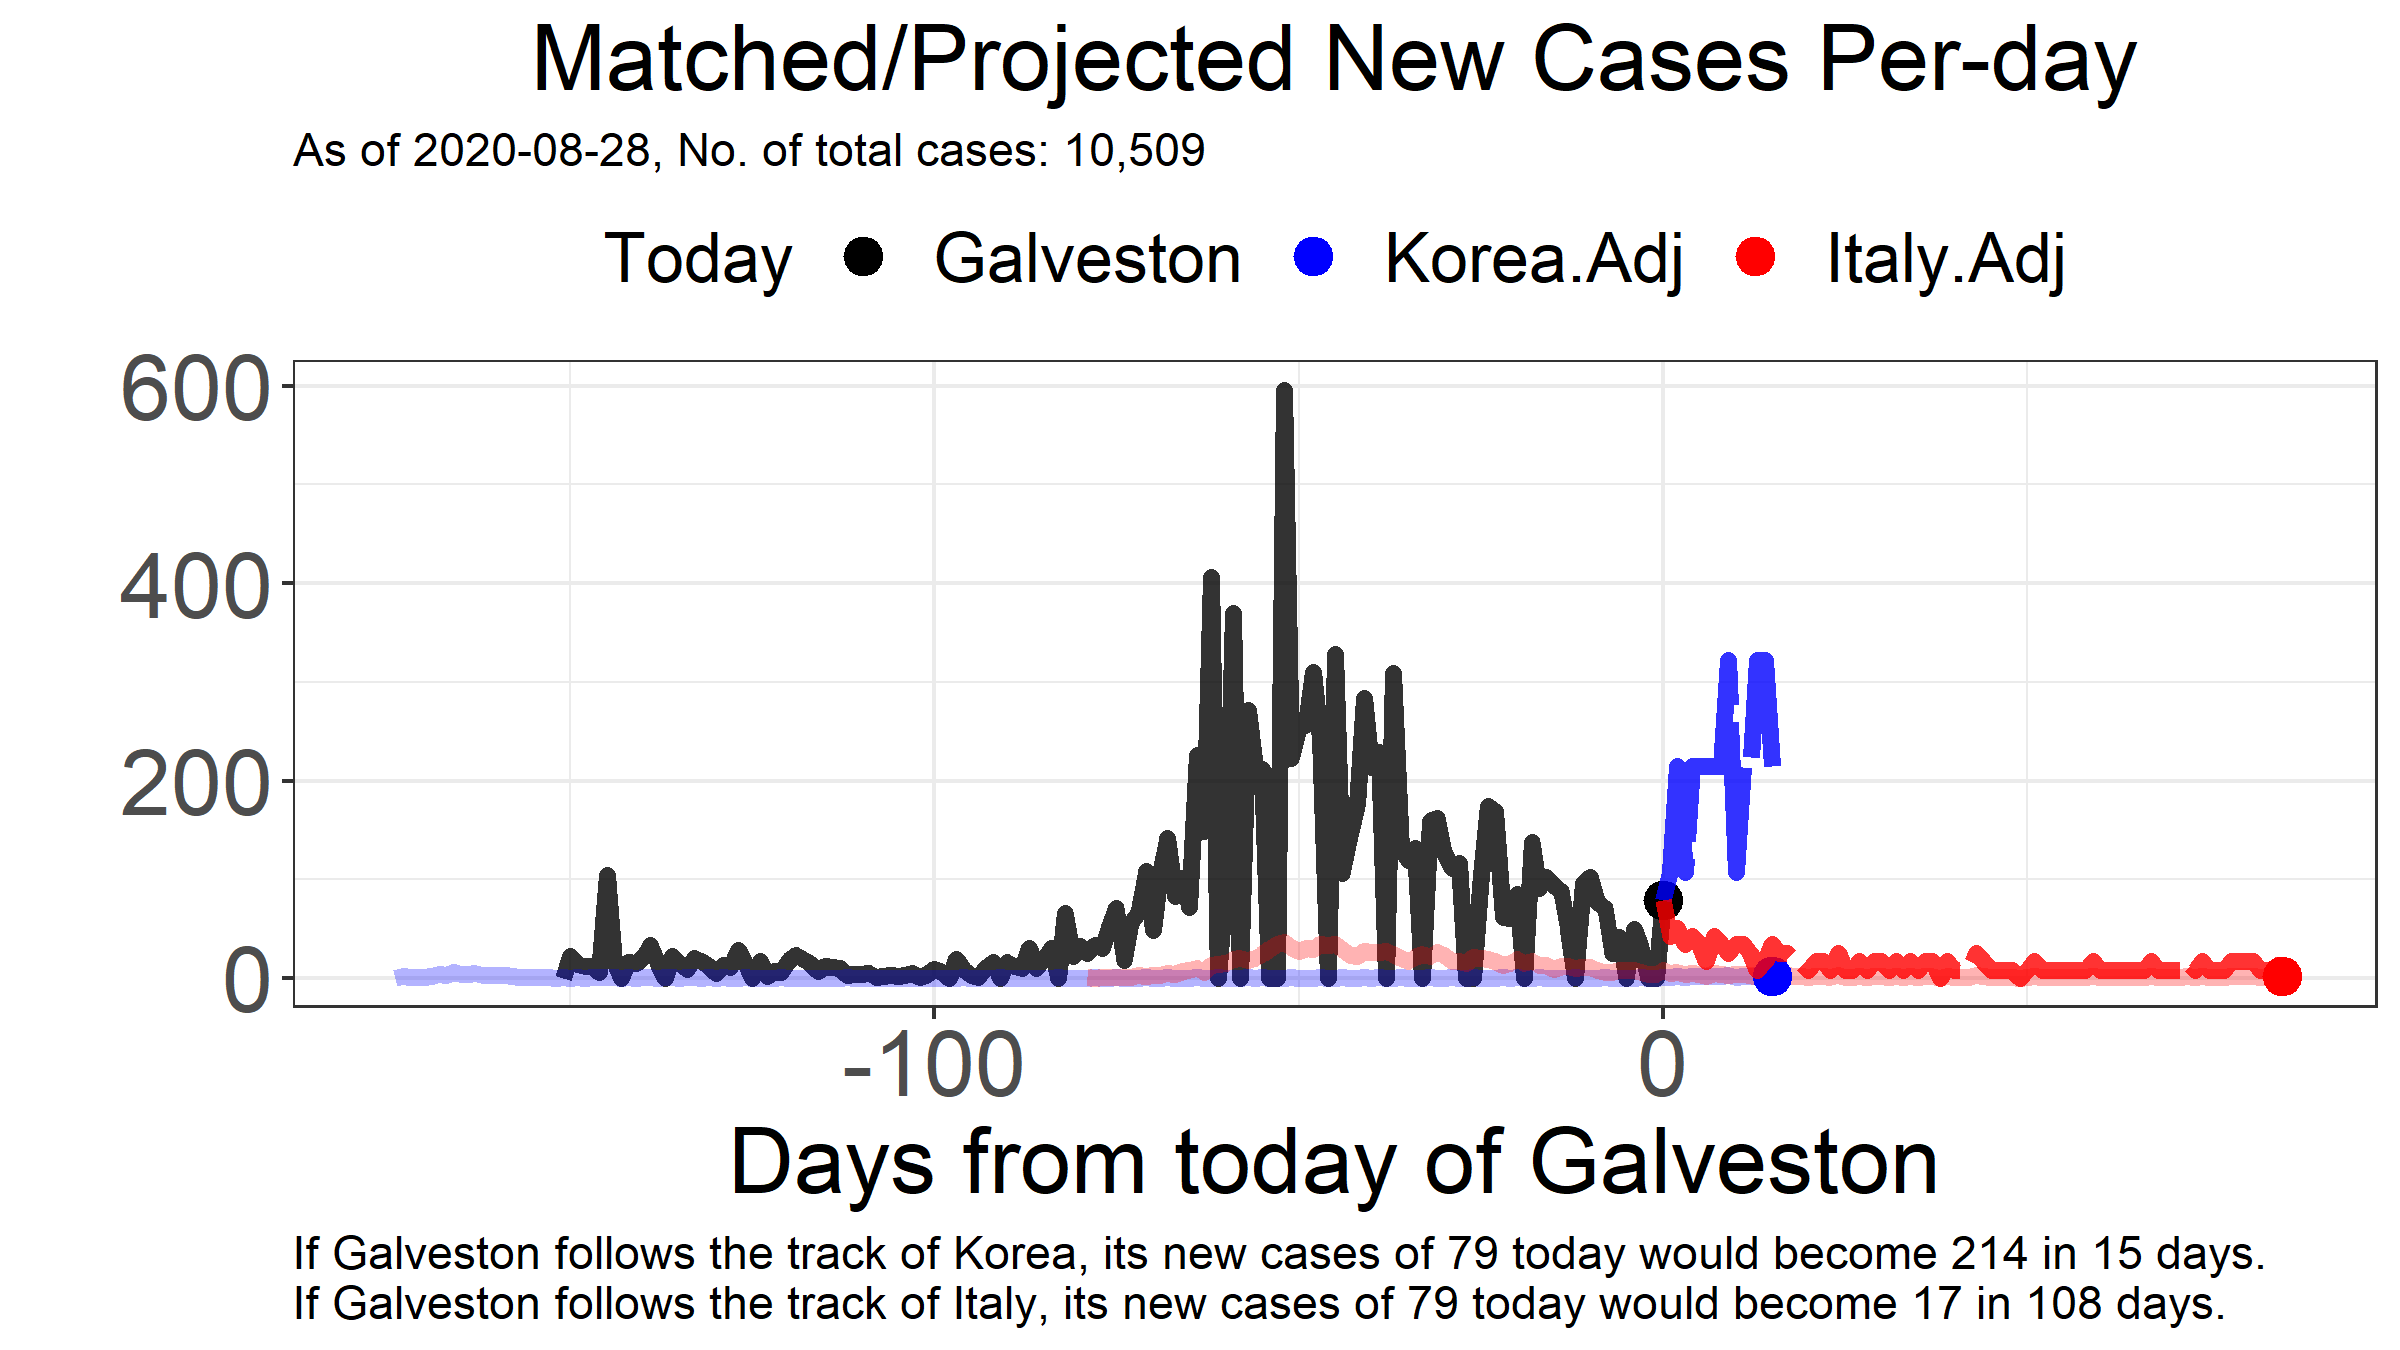 Matched/Projected New Cases Per-day
As of 2020-08-28, No. of total cases: 10,509
Today Galveston Korea.Adj Italy.Adj
600
400
200
0
-100 0
Days from today of Galveston
If Galveston follows the track of Korea, its new cases of 79 today would become 214 in 15 days.
If Galveston follows the track of Italy, its new cases of 79 today would become 17 in 108 days.